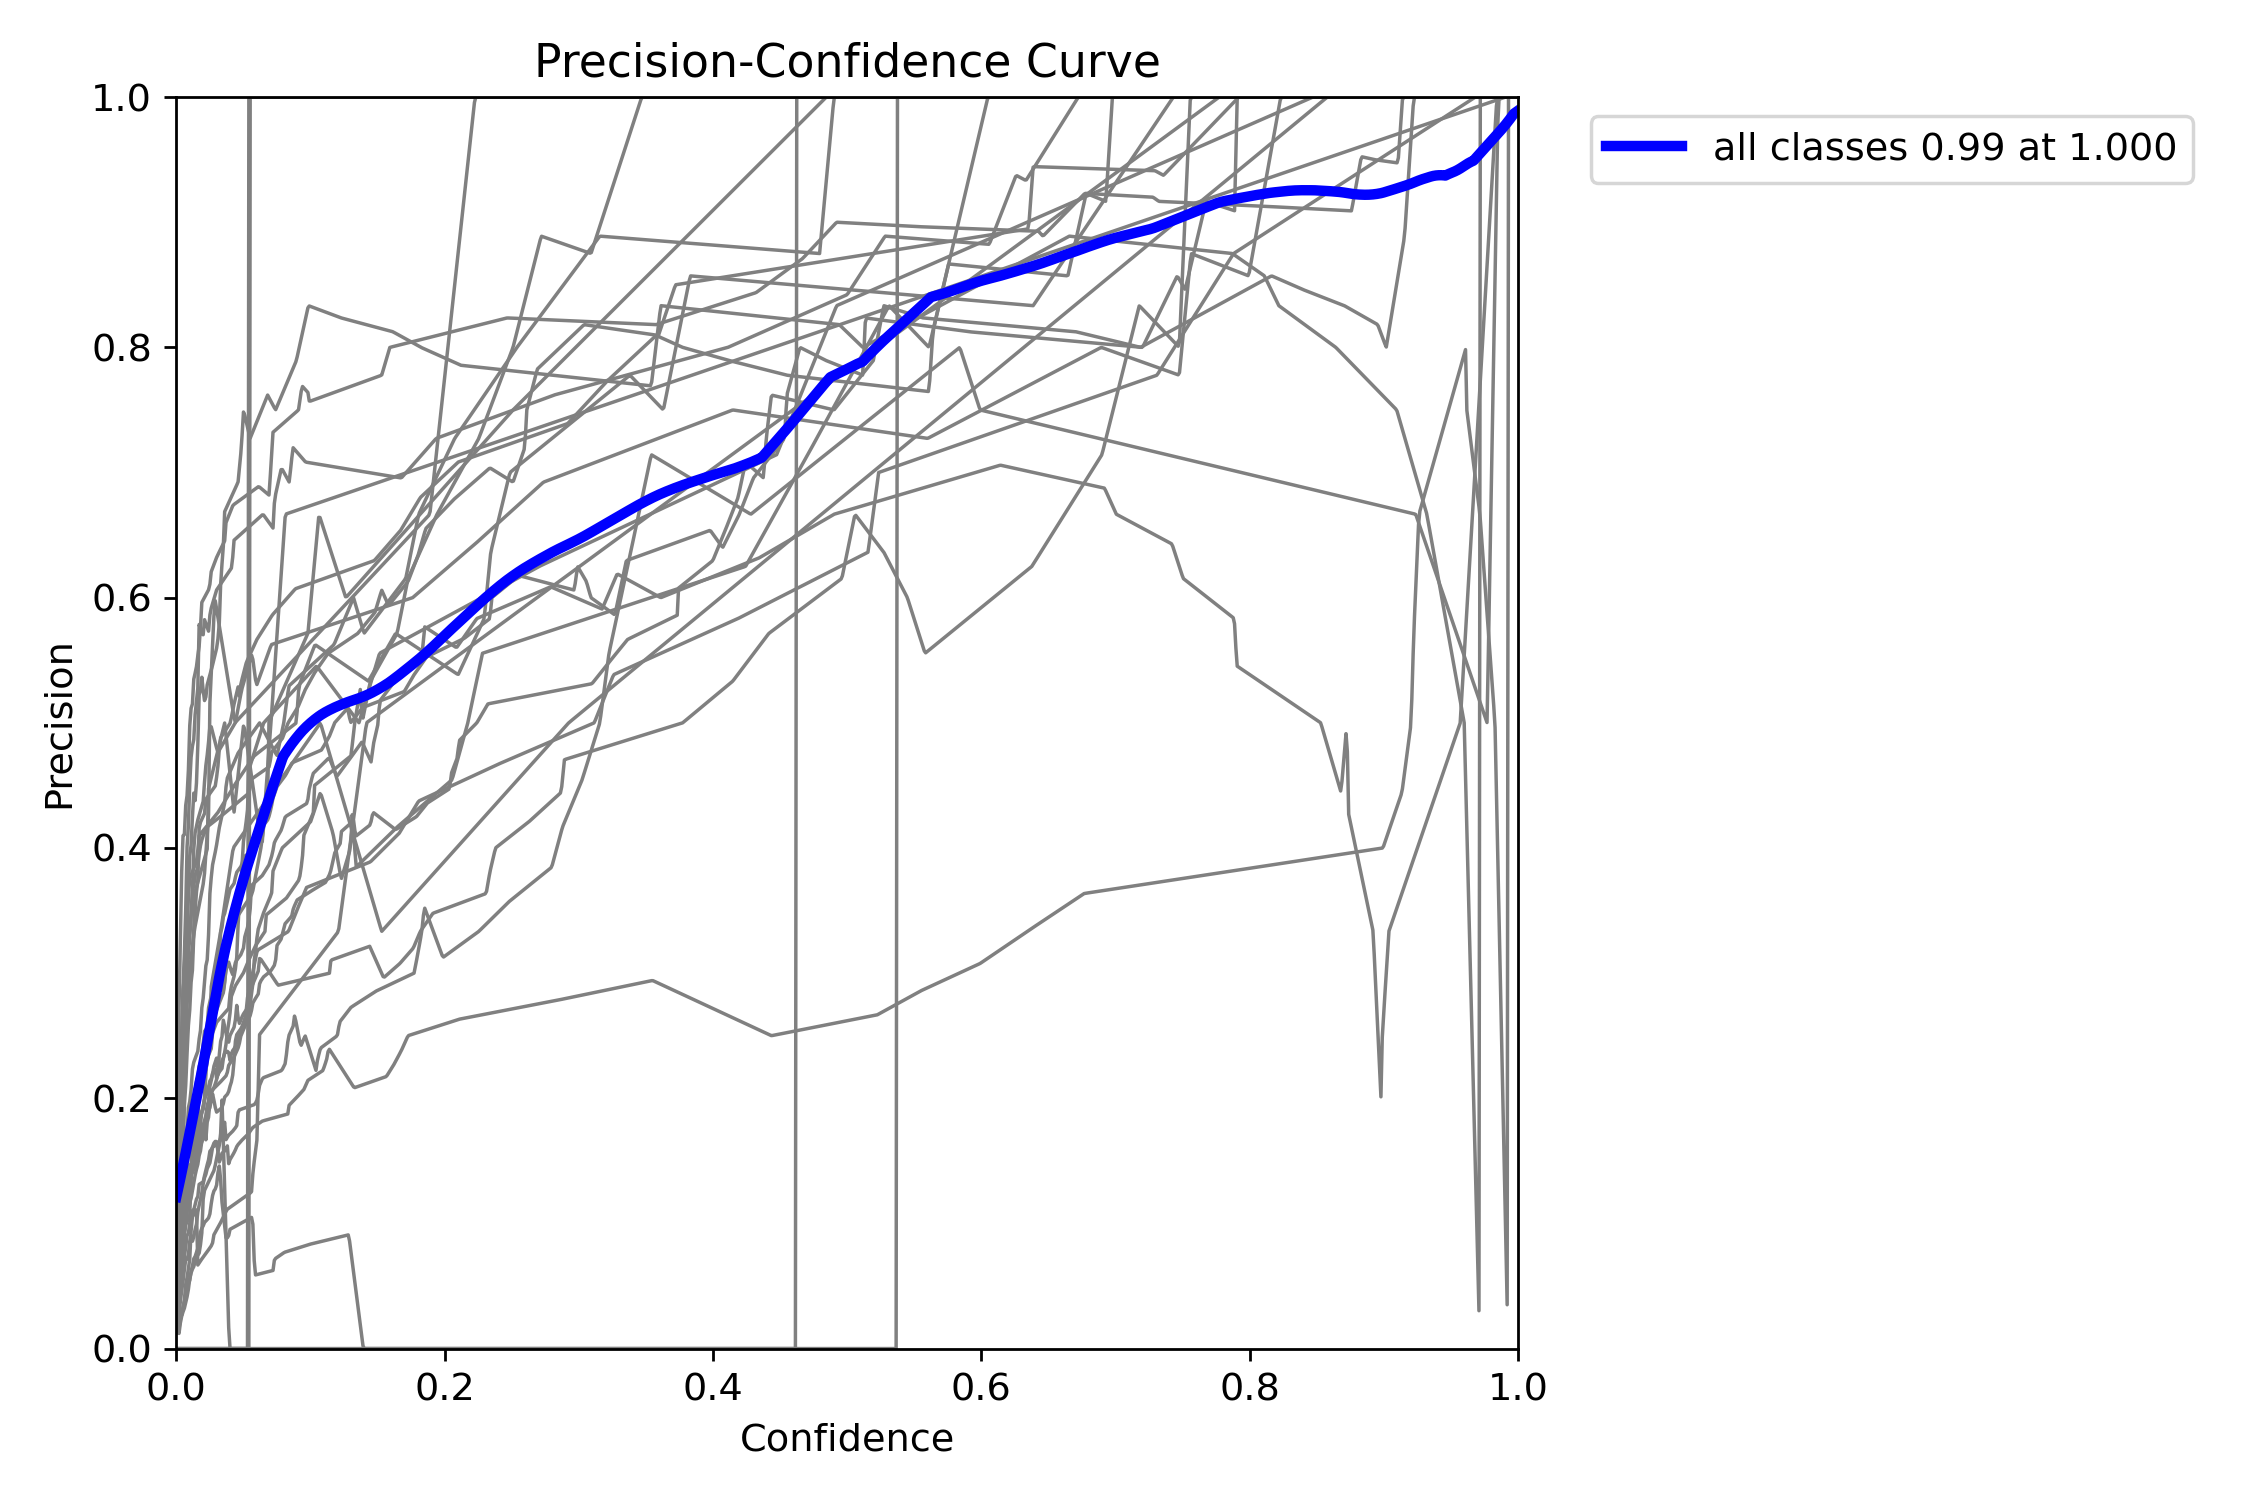 Precision-Confidence Curve
all classes 0.99 at 1.000
1.0
0.8
0.6
0.4
0.2
0.0
Precision
0.0 0.2 0.4 0.6 0.8 1.0
Confidence